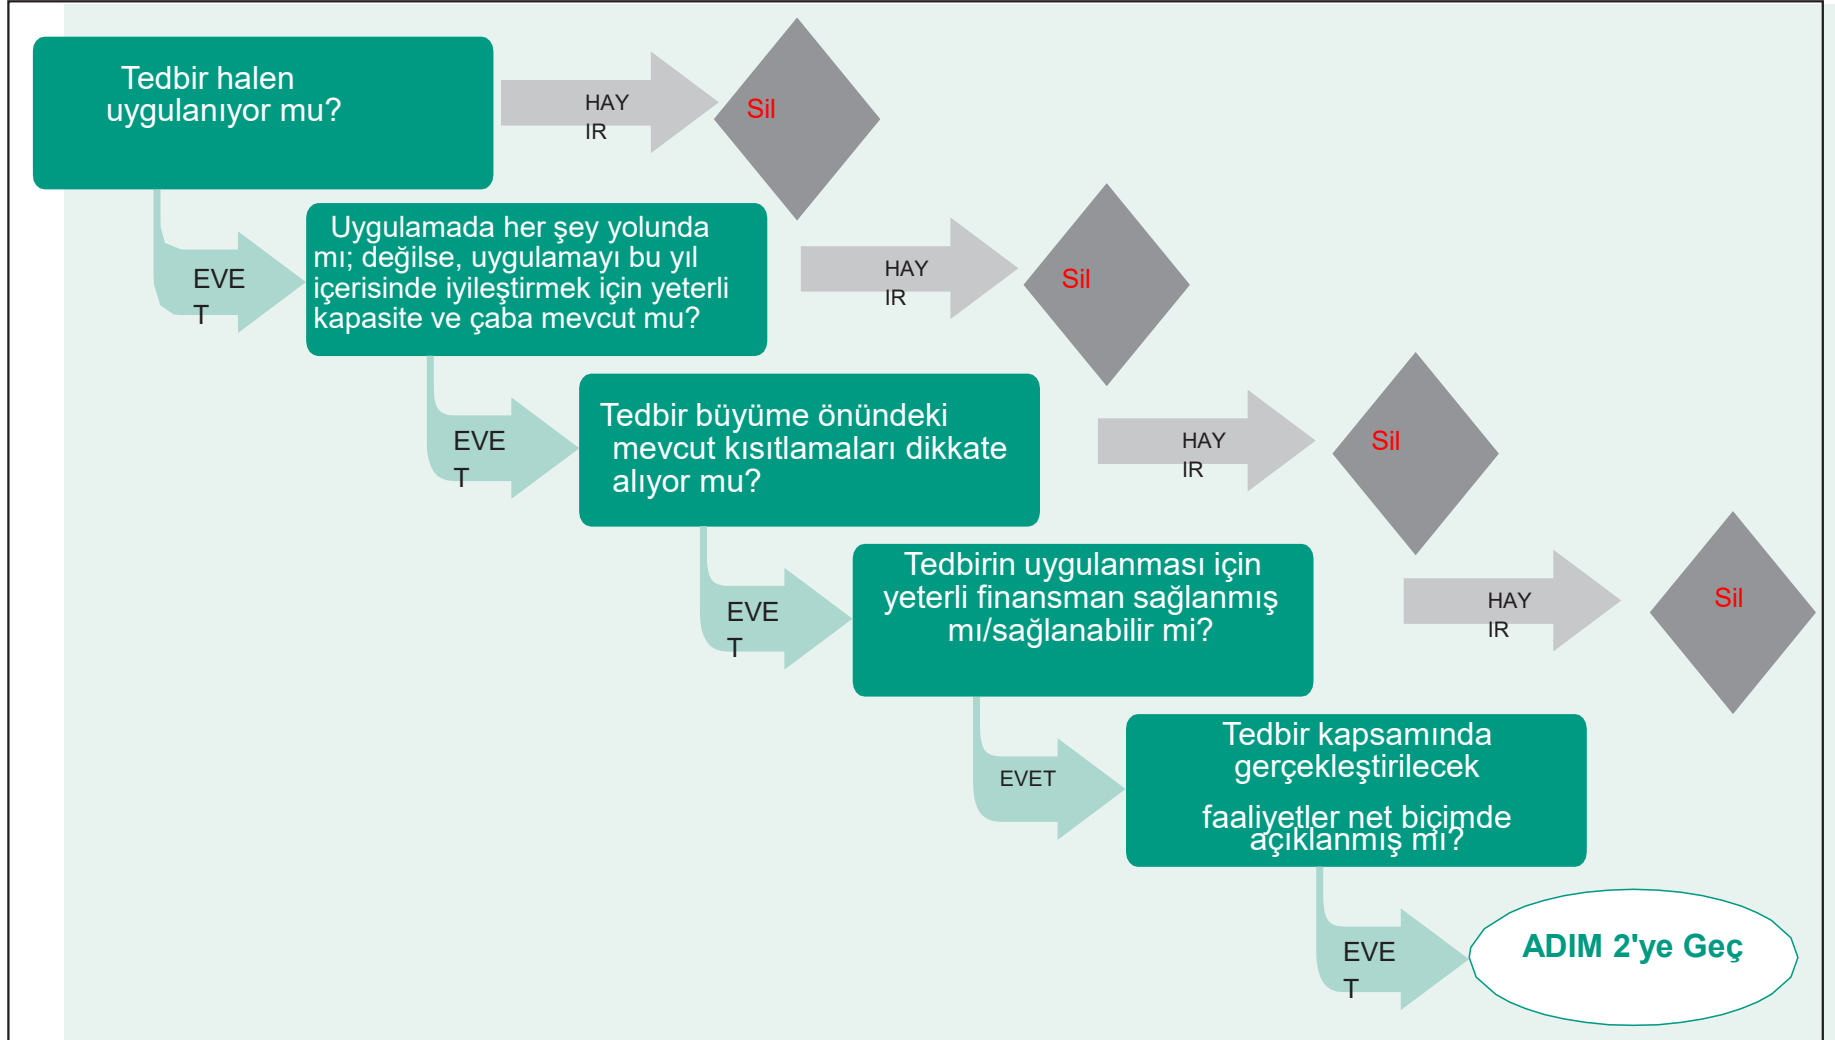 Tedbir halen
uygulanıyor mu?
HAY
IR
Sil
EVE
T
Uygulamada her şey yolunda
mı; değilse, uygulamayı bu yıl
içerisinde iyileştirmek için yeterli
kapasite ve çaba mevcut mu?
HAY
IR
Sil
EVE
T
Tedbir büyüme önündeki
mevcut kısıtlamaları dikkate
alıyor mu?
HAY
IR
Sil
EVE
T
Tedbirin uygulanması için
yeterli finansman sağlanmış
mı/sağlanabilir mi?
HAY
IR
Sil
EVET
Tedbir kapsamında
gerçekleştirilecek
faaliyetler net biçimde
açıklanmış mı?
EVE
T
ADIM 2'ye Geç